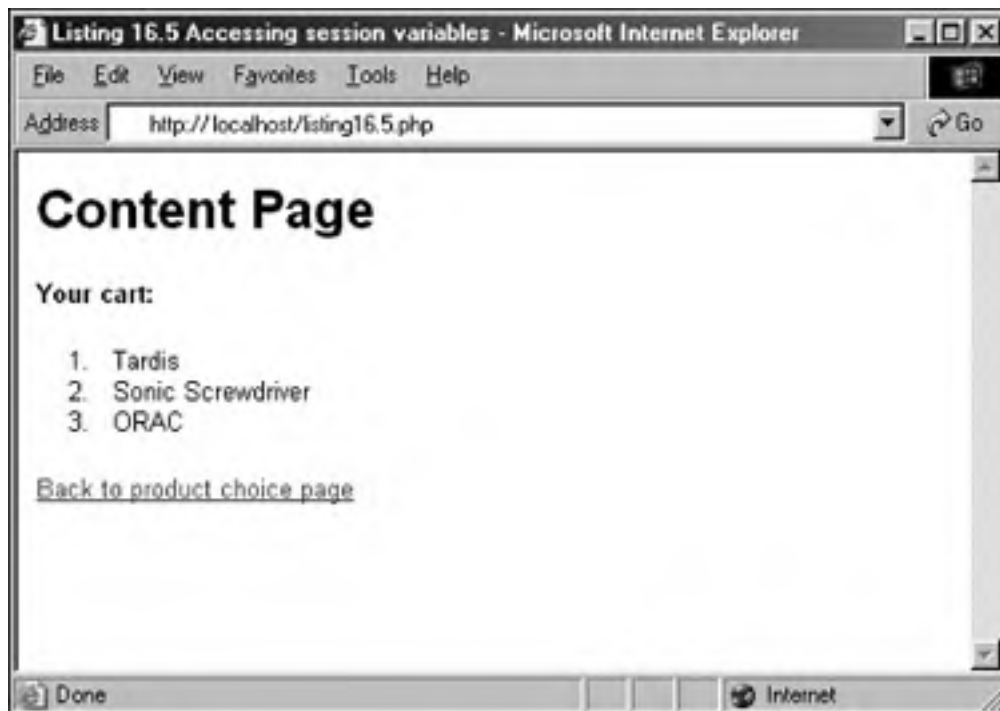 Listing 16.5 Accessing session variables - Microsoft Internet Explorer
File Edit View Favorites Tools Help
Address http://localhost/listing16.5.php Go
Content Page
Your cart:
1. Tardis
2. Sonic Screwdriver
3. ORAC
Back to product choice page
Done Internet